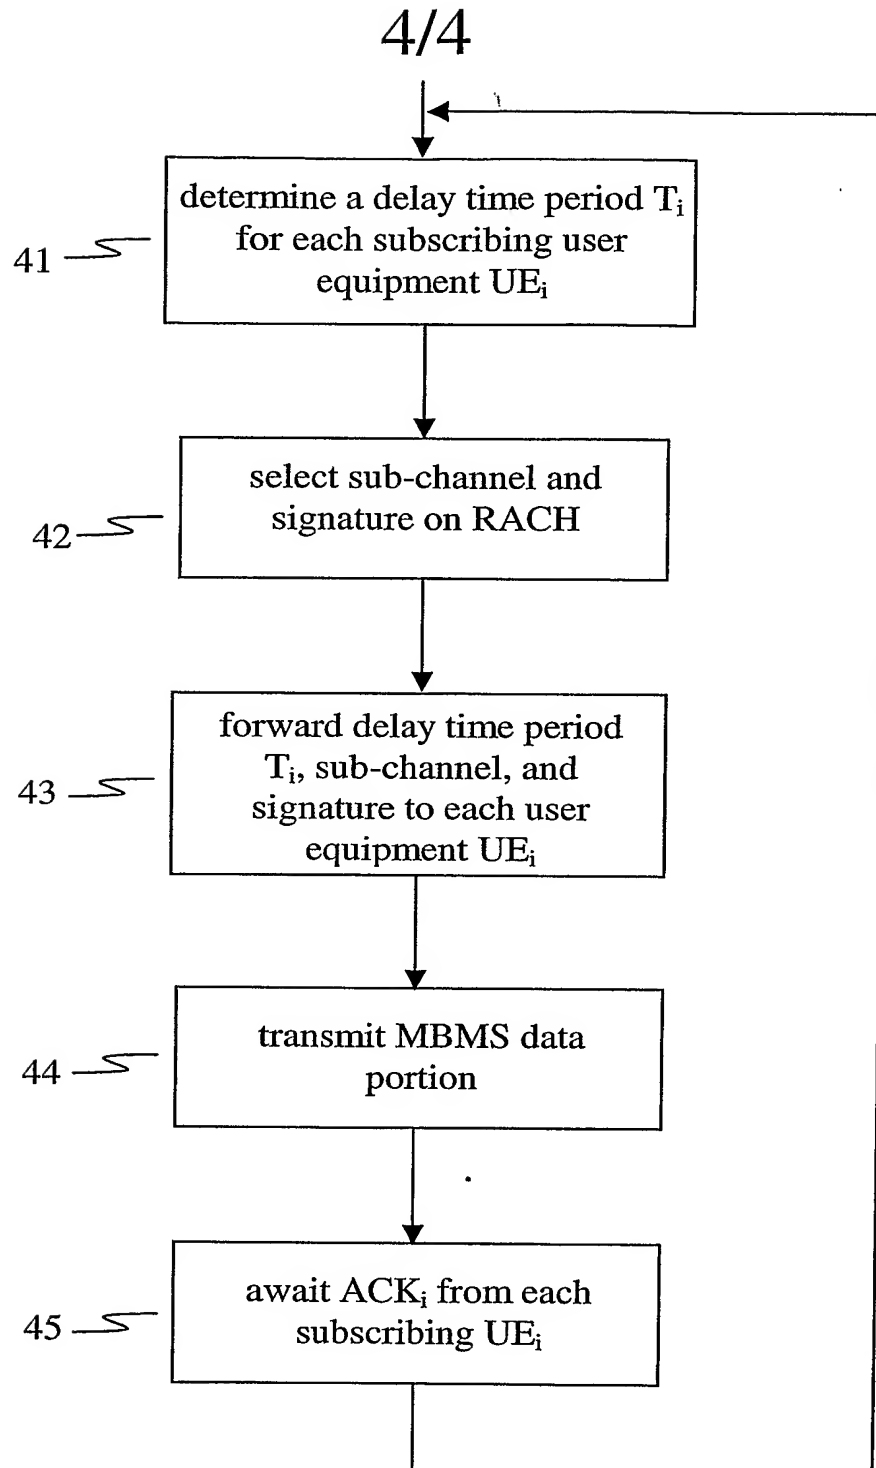 4/4
determine a delay time period Ti
for each subscribing user
equipment UEi
41
select sub-channel and
signature on RACH
42
forward delay time period
Ti, sub-channel, and
signature to each user
equipment UEi
43
transmit MBMS data
portion
44
await ACKi from each
subscribing UEi
45